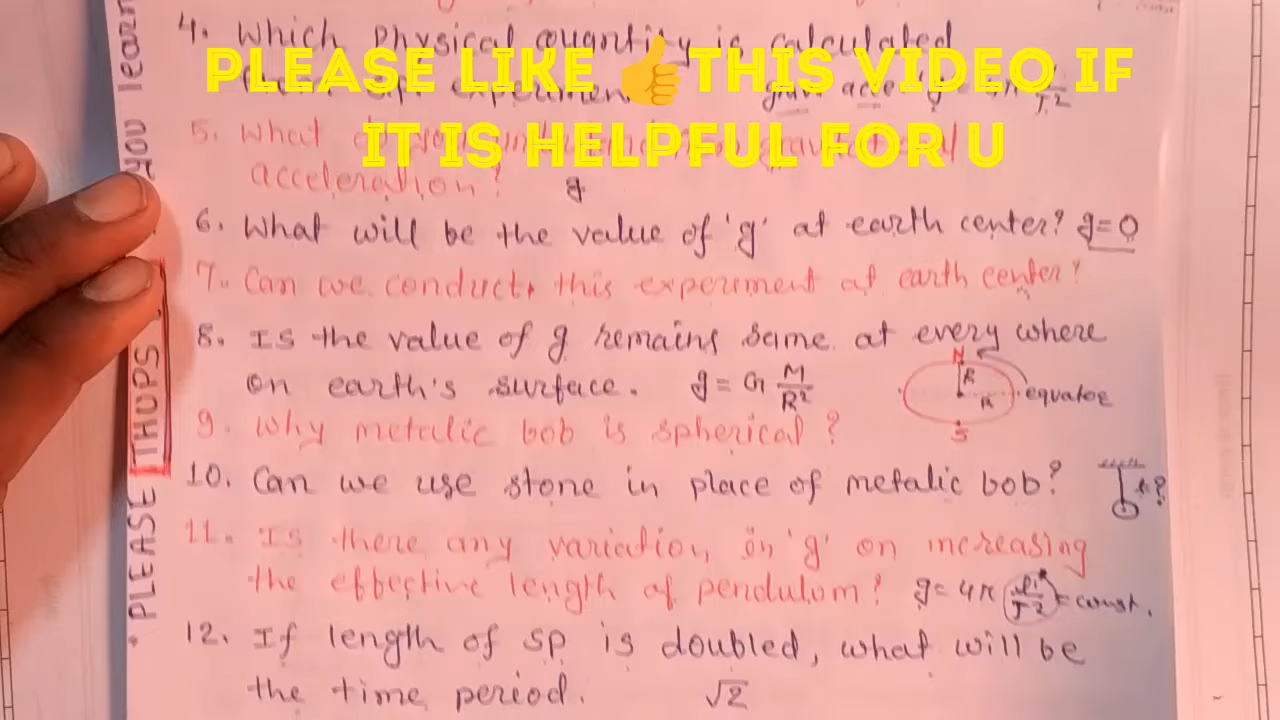 4. Which physical quantity is calculated
PLEASE LIKE 👍 THIS VIDEO IF
IT IS HELPFUL FOR U
5. What
acceleration? g
6. What will be the value of 'g' at earth center? g=0
7. Can we conduct this experiment at earth center?
8. Is the value of g remains same at every where
on earth's surface. g = G M/R²
N
R
R
equator
S
9. Why metalic bob is spherical?
10. Can we use stone in place of metalic bob?
11. Is there any variation in 'g' on increasing
the effective length of pendulom? = const.
12. If length of SP is doubled, what will be
the time period. √2
YOU learn
• PLEASE THUPS